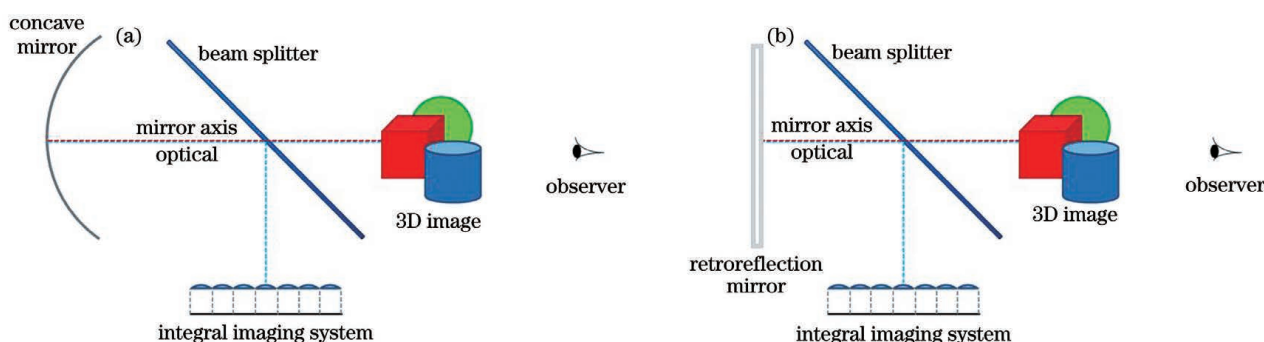 concave
mirror
(a)
beam splitter
mirror axis
optical
3D image
observer
integral imaging system
(b)
beam splitter
mirror axis
optical
3D image
observer
retroreflection
mirror
integral imaging system